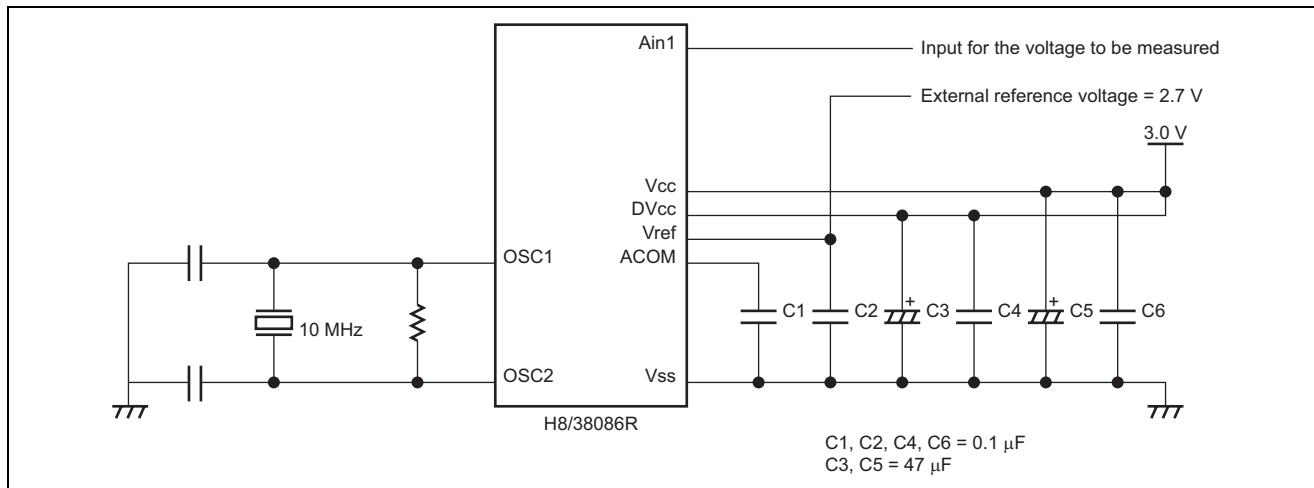 Ain1
Input for the voltage to be measured
External reference voltage = 2.7 V
3.0 V
Vcc
DVcc
Vref
ACOM
OSC1
+
+
C1
C2
C3
C4
C5
C6
10 MHz
OSC2
Vss
H8/38086R
C1, C2, C4, C6 = 0.1 μF
C3, C5 = 47 μF